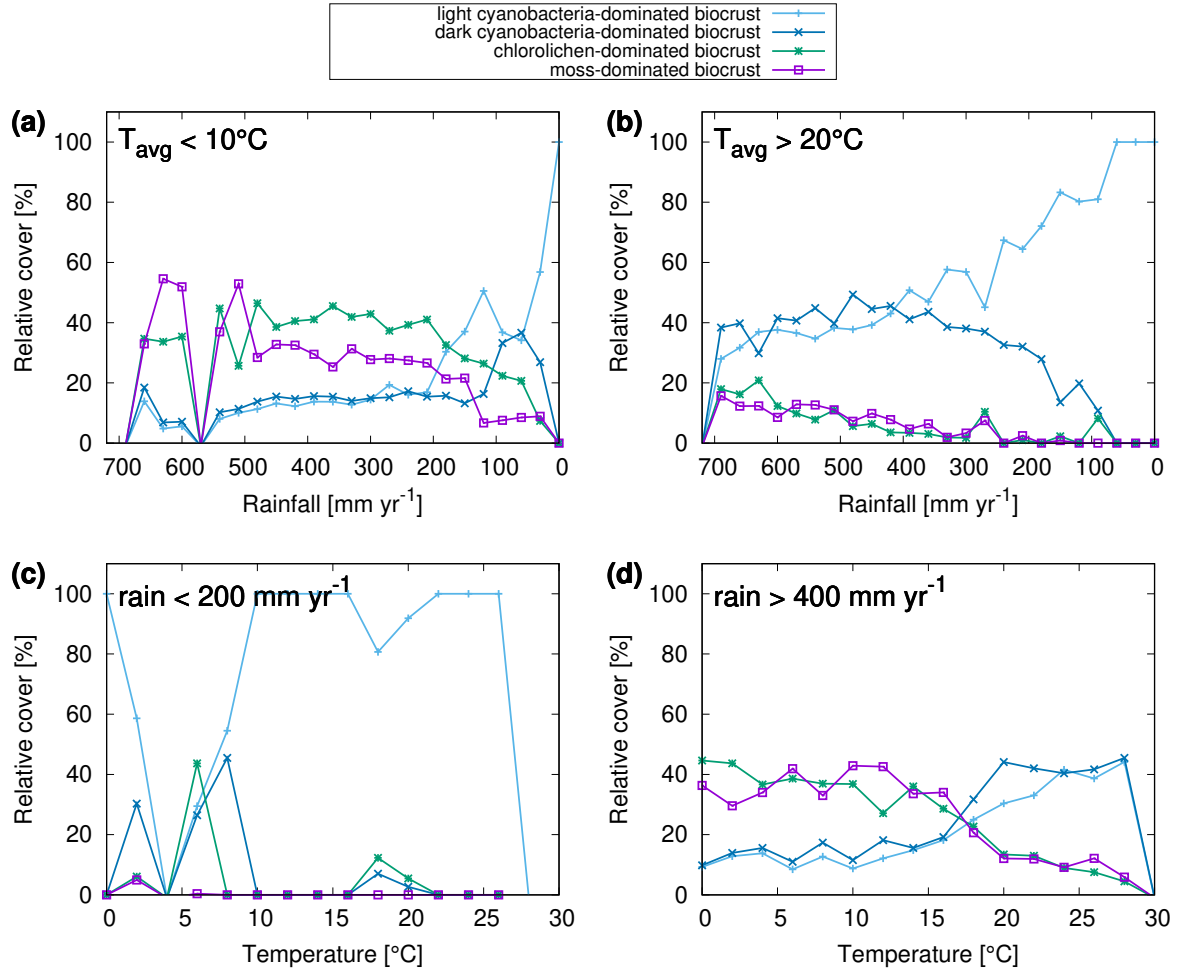 light cyanobacteria-dominated biocrust
dark cyanobacteria-dominated biocrust
chlorolichen-dominated biocrust
moss-dominated biocrust
(a)
T_avg < 10°C
Relative cover [%]
100
80
60
40
20
0
700 600 500 400 300 200 100 0
Rainfall [mm yr⁻¹]
(b)
T_avg > 20°C
Relative cover [%]
100
80
60
40
20
0
700 600 500 400 300 200 100 0
Rainfall [mm yr⁻¹]
(c)
rain < 200 mm yr⁻¹
Relative cover [%]
100
80
60
40
20
0
0 5 10 15 20 25 30
Temperature [°C]
(d)
rain > 400 mm yr⁻¹
Relative cover [%]
100
80
60
40
20
0
0 5 10 15 20 25 30
Temperature [°C]